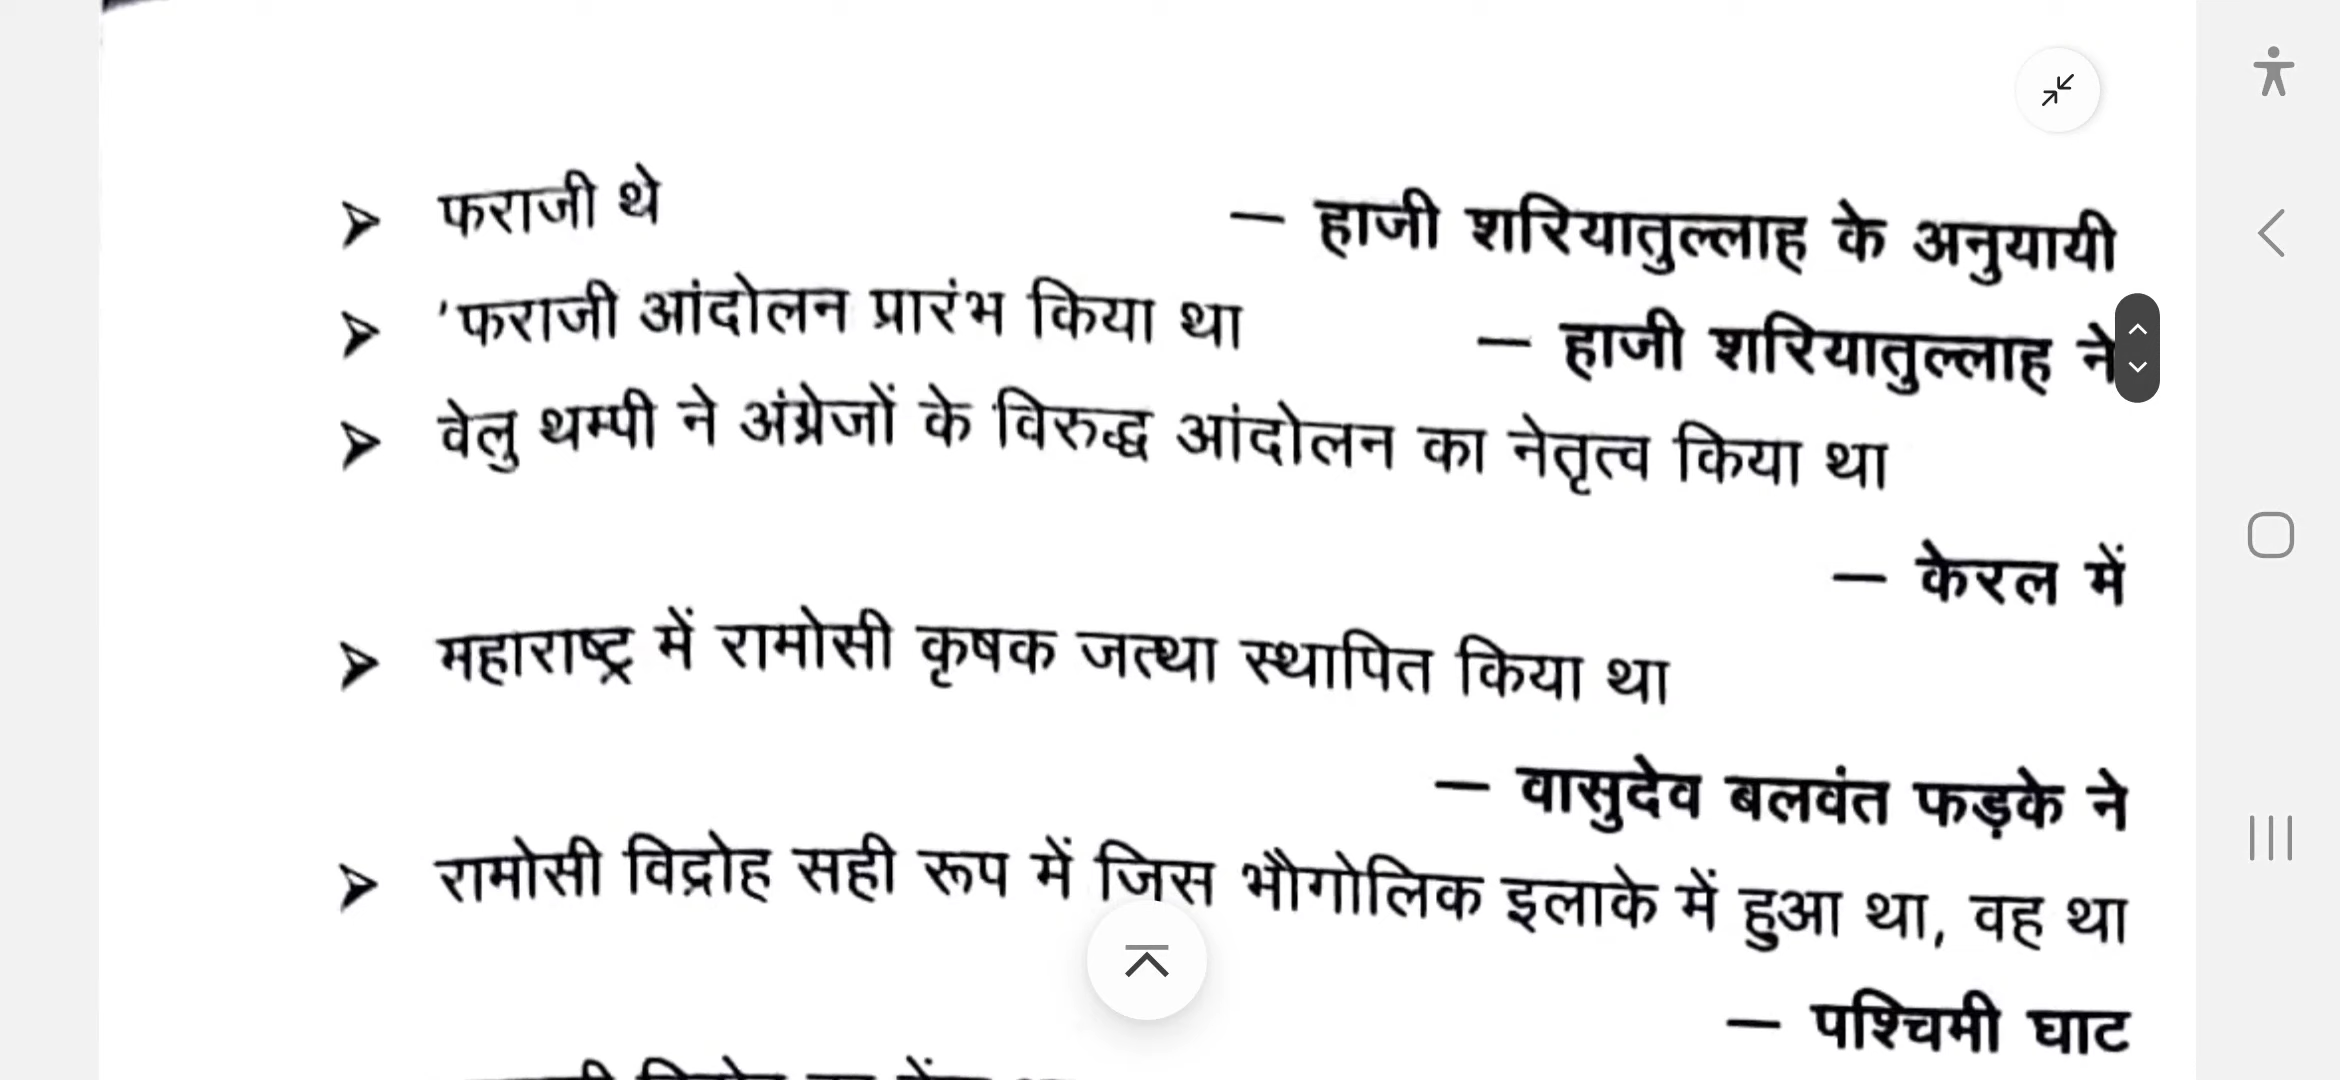 ➤ फराजी थे — हाजी शरियातुल्लाह के अनुयायी
➤ 'फराजी आंदोलन प्रारंभ किया था — हाजी शरियातुल्लाह ने
➤ वेलु थम्पी ने अंग्रेजों के विरुद्ध आंदोलन का नेतृत्व किया था
— केरल में
➤ महाराष्ट्र में रामोसी कृषक जत्था स्थापित किया था
— वासुदेव बलवंत फड़के ने
➤ रामोसी विद्रोह सही रूप में जिस भौगोलिक इलाके में हुआ था, वह था
— पश्चिमी घाट